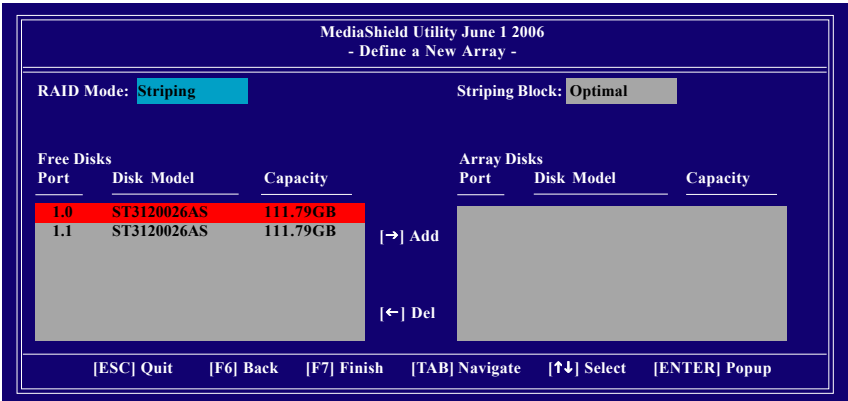 MediaShield Utility June 1 2006
- Define a New Array -
RAID Mode: Striping
Striping Block: Optimal
Free Disks
Port Disk Model Capacity
1.0 ST3120026AS 111.79GB
1.1 ST3120026AS 111.79GB
[→] Add
[←] Del
Array Disks
Port Disk Model Capacity
[ESC] Quit [F6] Back [F7] Finish [TAB] Navigate [↑↓] Select [ENTER] Popup